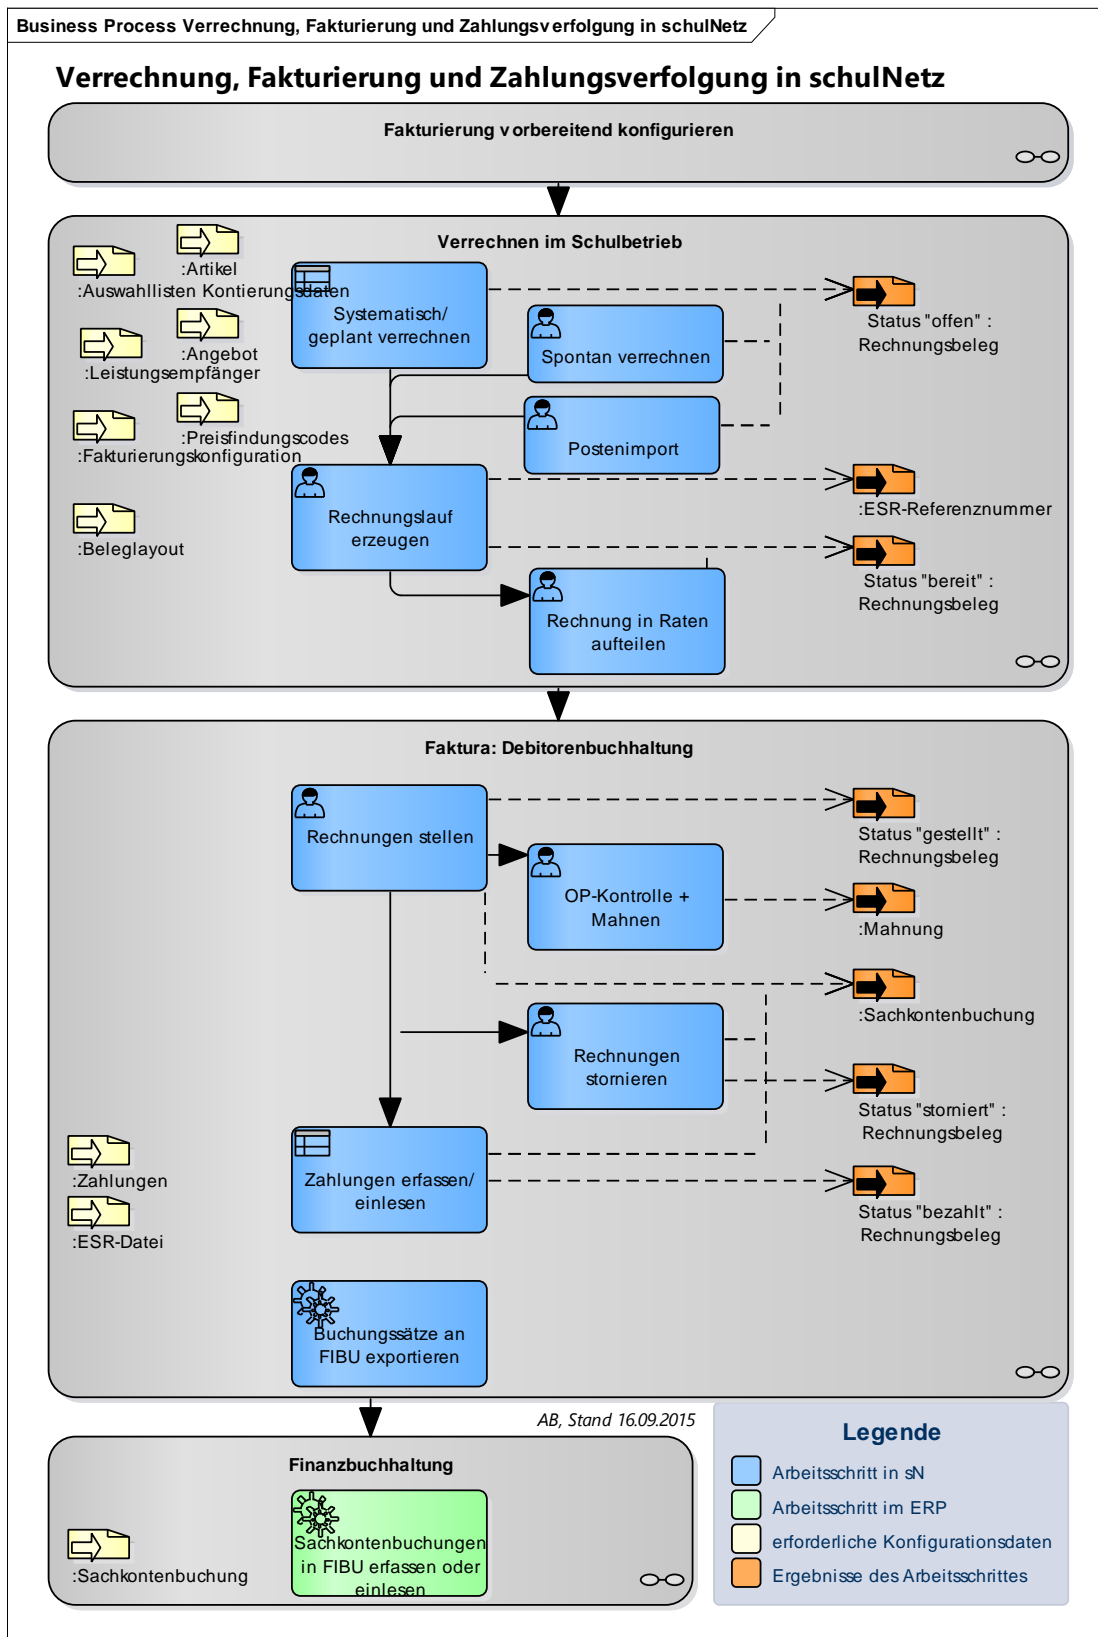 Business Process Verrechnung, Fakturierung und Zahlungsverfolgung in schulNetz
Verrechnung, Fakturierung und Zahlungsverfolgung in schulNetz
Fakturierung vorbereitend konfigurieren
Verrechnen im Schulbetrieb
:Artikel
:Auswahllisten Kontierungsdaten
:Angebot
:Leistungsempfänger
:Preisfindungscodes
:Fakturierungskonfiguration
:Beleglayout
Systematisch/
geplant verrechnen
Spontan verrechnen
Postenimport
Rechnungslauf
erzeugen
Rechnung in Raten
aufteilen
Status "offen" :
Rechnungsbeleg
:ESR-Referenznummer
Status "bereit" :
Rechnungsbeleg
Faktura: Debitorenbuchhaltung
Rechnungen stellen
OP-Kontrolle +
Mahnen
Rechnungen
stornieren
Zahlungen erfassen/
einlesen
Buchungssätze an
FIBU exportieren
Status "gestellt" :
Rechnungsbeleg
:Mahnung
:Sachkontenbuchung
Status "storniert" :
Rechnungsbeleg
Status "bezahlt" :
Rechnungsbeleg
:Zahlungen
:ESR-Datei
AB, Stand 16.09.2015
Finanzbuchhaltung
:Sachkontenbuchung
Sachkontenbuchungen
in FIBU erfassen oder
einlesen
Legende
Arbeitsschritt in sN
Arbeitsschritt im ERP
erforderliche Konfigurationsdaten
Ergebnisse des Arbeitsschrittes